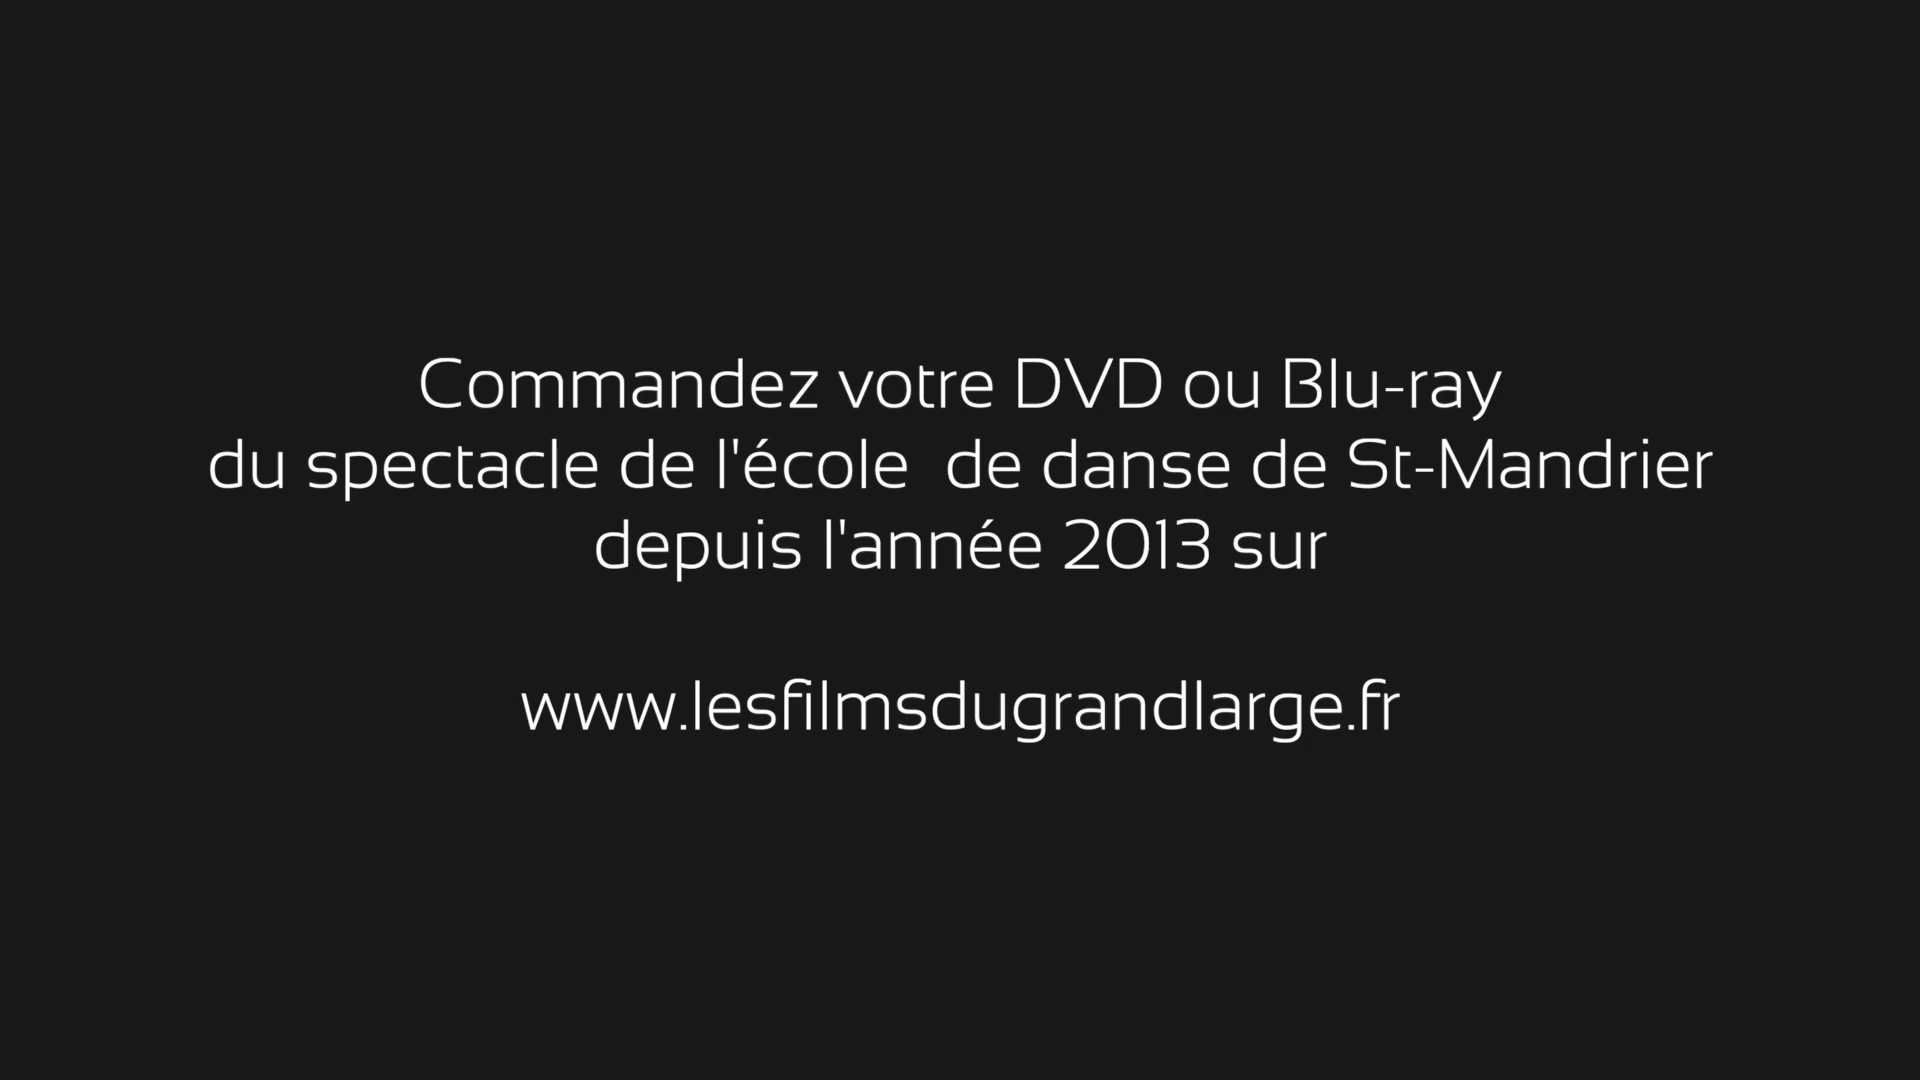 Commandez votre DVD ou Blu-ray
du spectacle de l'école  de danse de St-Mandrier
depuis l'année 2013 sur
www.lesfilmsdugrandlarge.fr